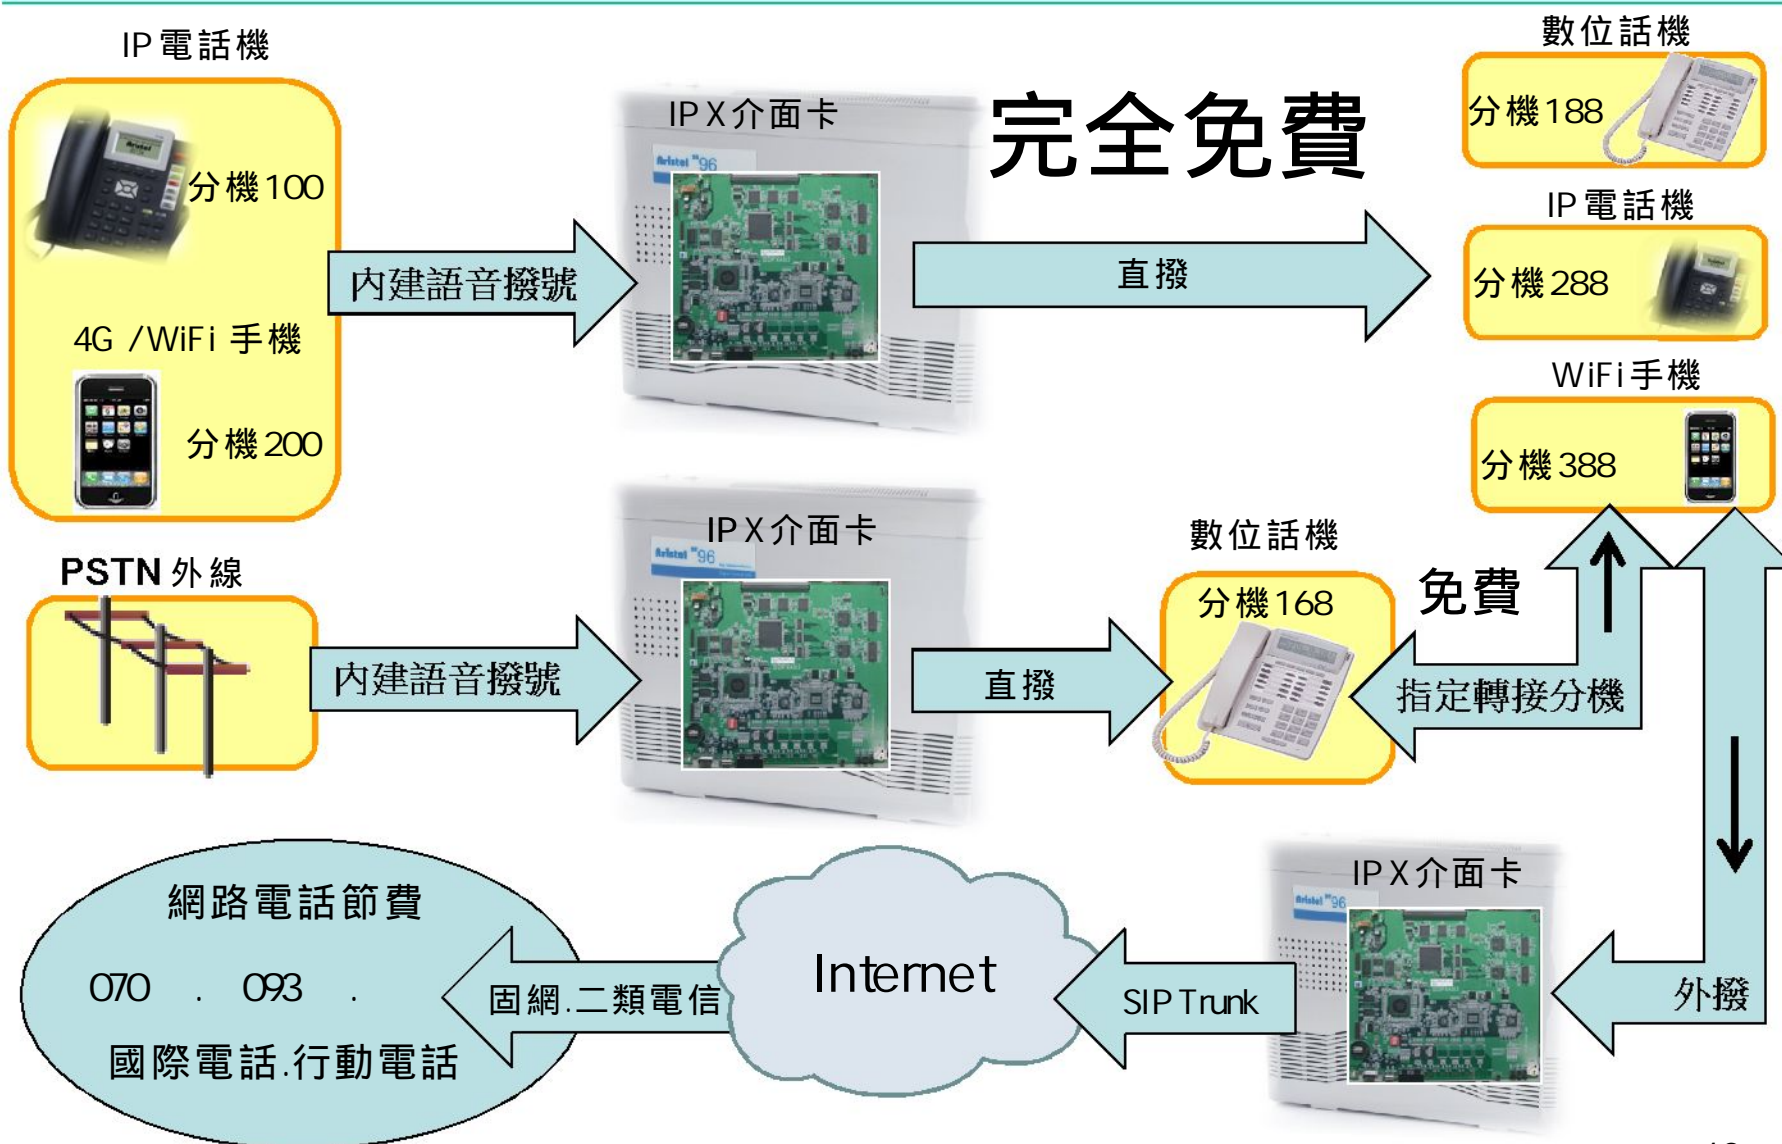 IP電話機
分機100
4G /WiFi 手機
分機200
IPX介面卡
Aristel
96
完全免費
內建語音撥號
直撥
數位話機
分機188
IP電話機
分機288
WiFi手機
分機388
PSTN 外線
內建語音撥號
IPX介面卡
Aristel
96
直撥
數位話機
分機168
免費
指定轉接分機
外撥
IPX介面卡
Aristel
96
SIP Trunk
Internet
固網.二類電信
網路電話節費
070 . 093 .
國際電話.行動電話